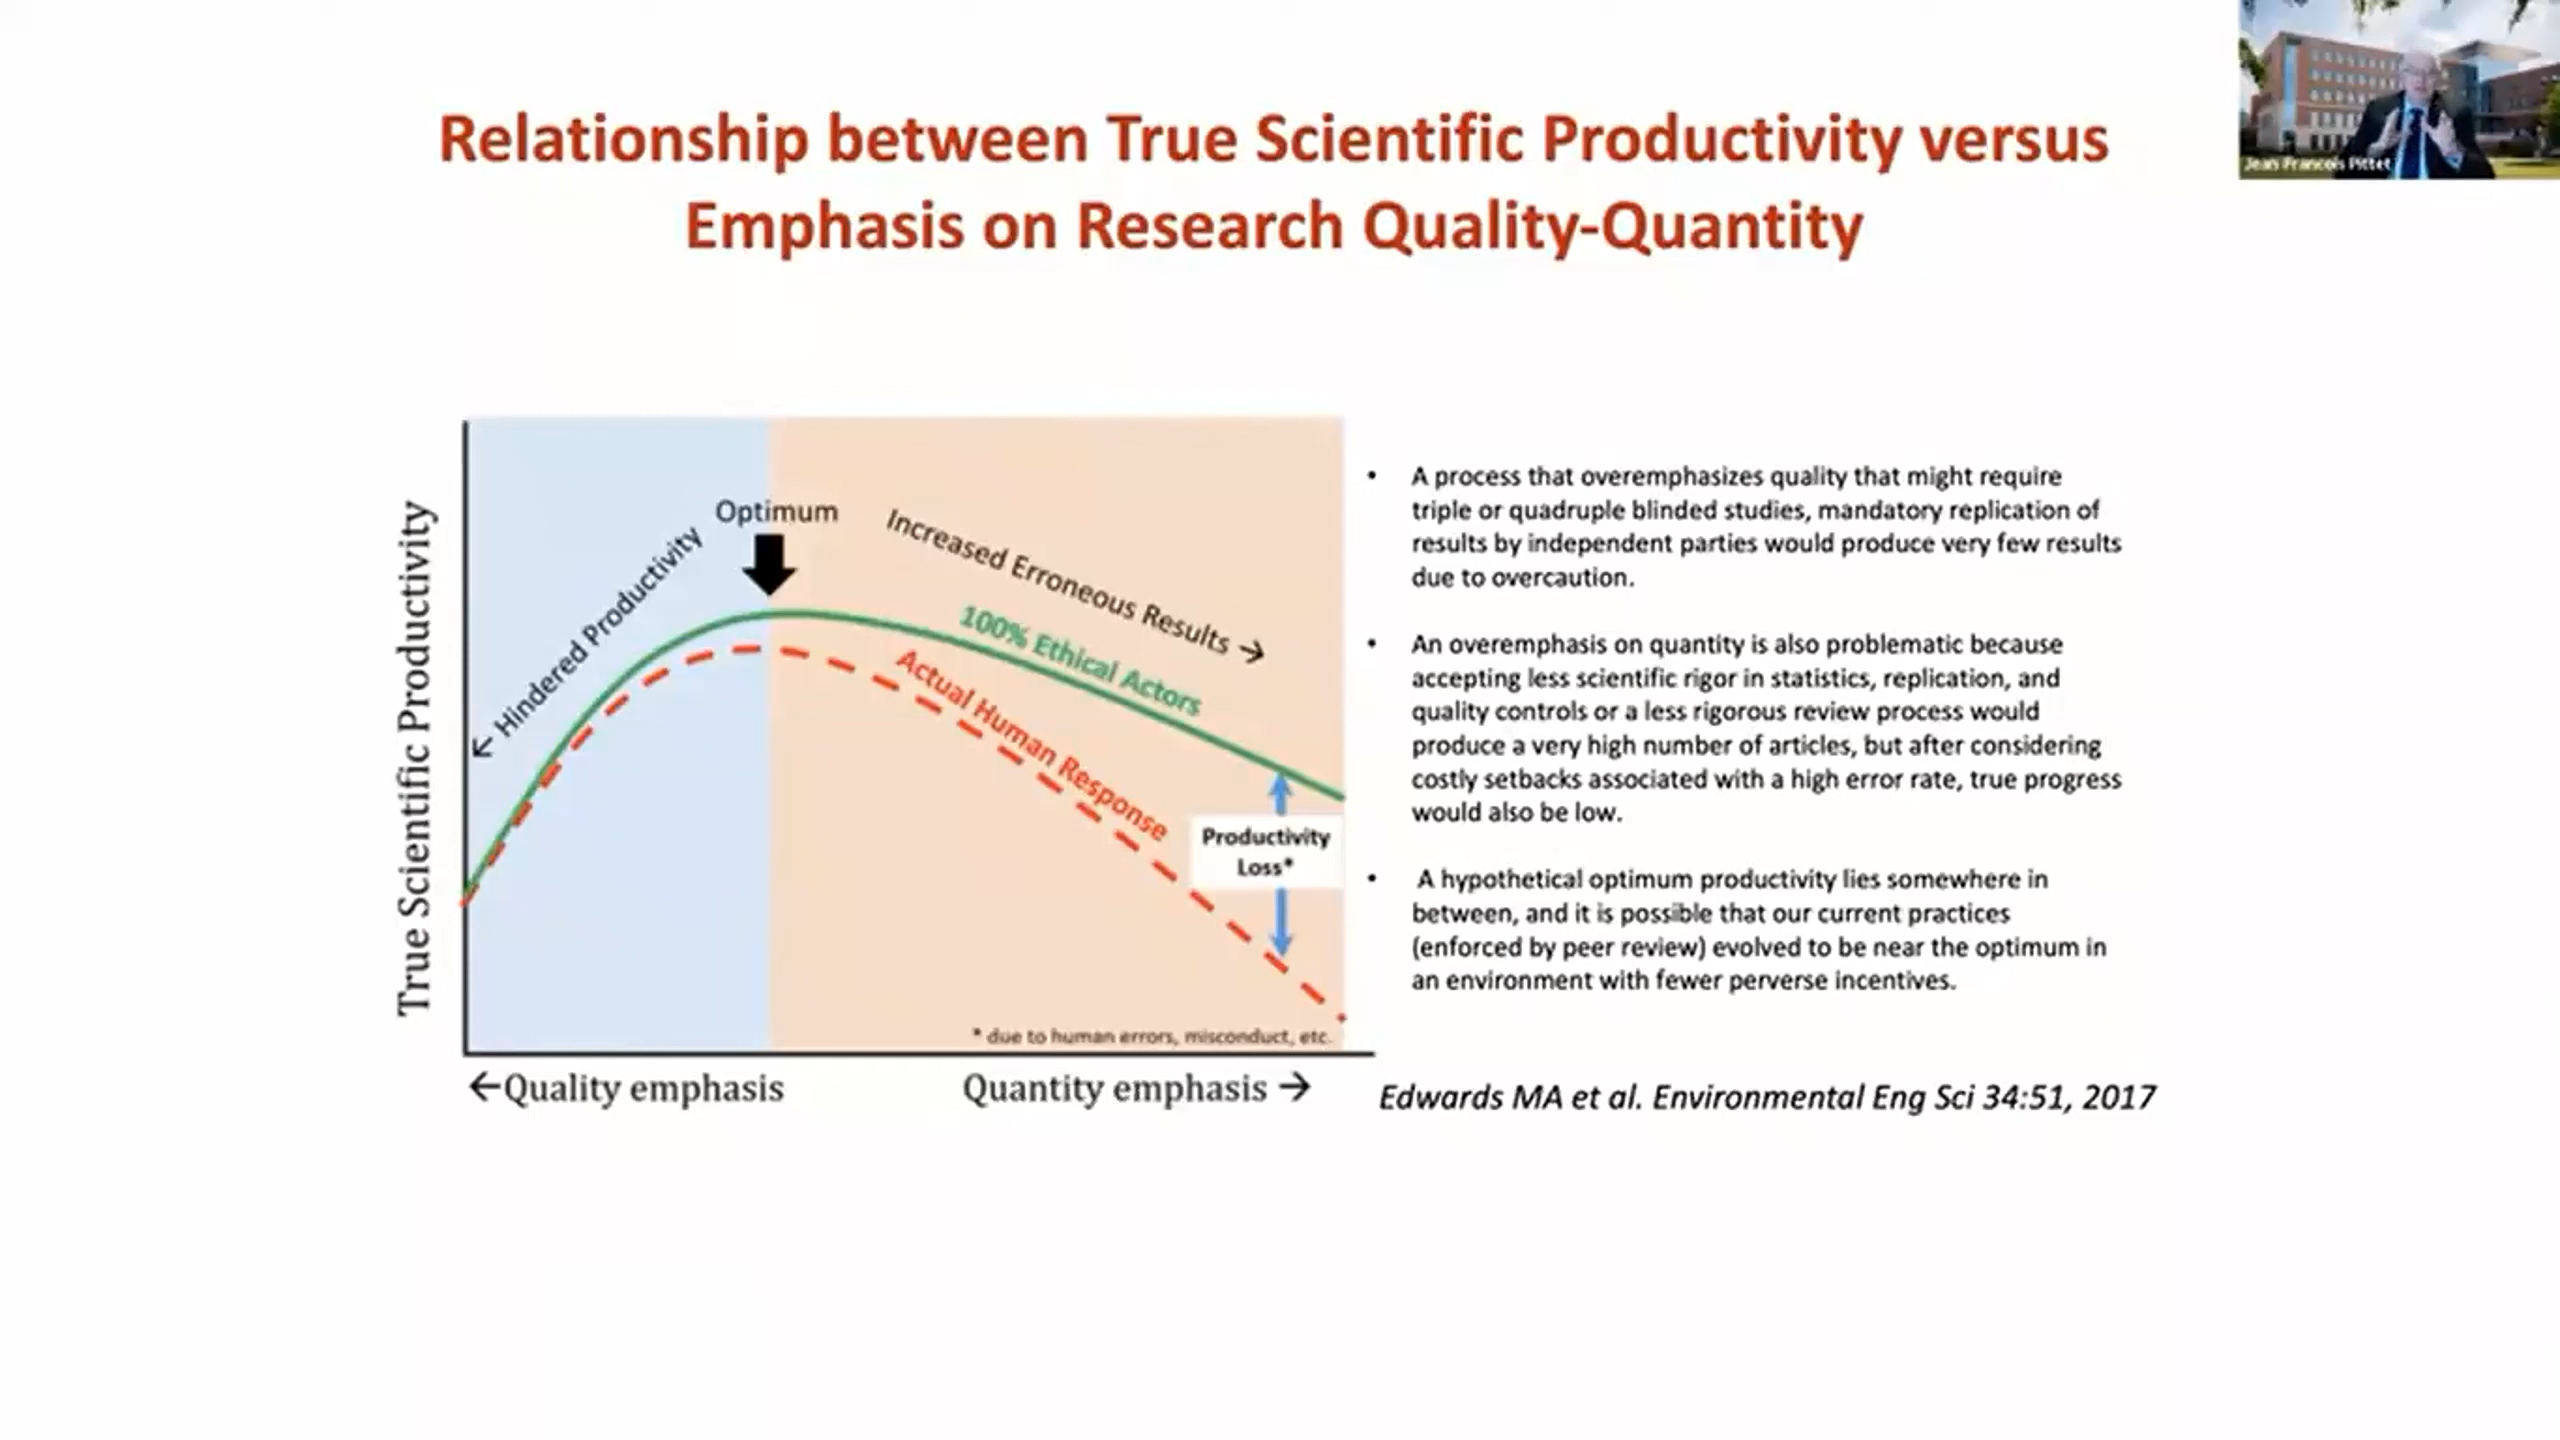 Relationship between True Scientific Productivity versus
Emphasis on Research Quality-Quantity
Jean Francois Pittet
True Scientific Productivity
← Hindered Productivity
Optimum
Increased Erroneous Results →
100% Ethical Actors
Actual Human Response
Productivity
Loss*
* due to human errors, misconduct, etc.
←Quality emphasis
Quantity emphasis →
• A process that overemphasizes quality that might require
triple or quadruple blinded studies, mandatory replication of
results by independent parties would produce very few results
due to overcaution.
• An overemphasis on quantity is also problematic because
accepting less scientific rigor in statistics, replication, and
quality controls or a less rigorous review process would
produce a very high number of articles, but after considering
costly setbacks associated with a high error rate, true progress
would also be low.
• A hypothetical optimum productivity lies somewhere in
between, and it is possible that our current practices
(enforced by peer review) evolved to be near the optimum in
an environment with fewer perverse incentives.
Edwards MA et al. Environmental Eng Sci 34:51, 2017